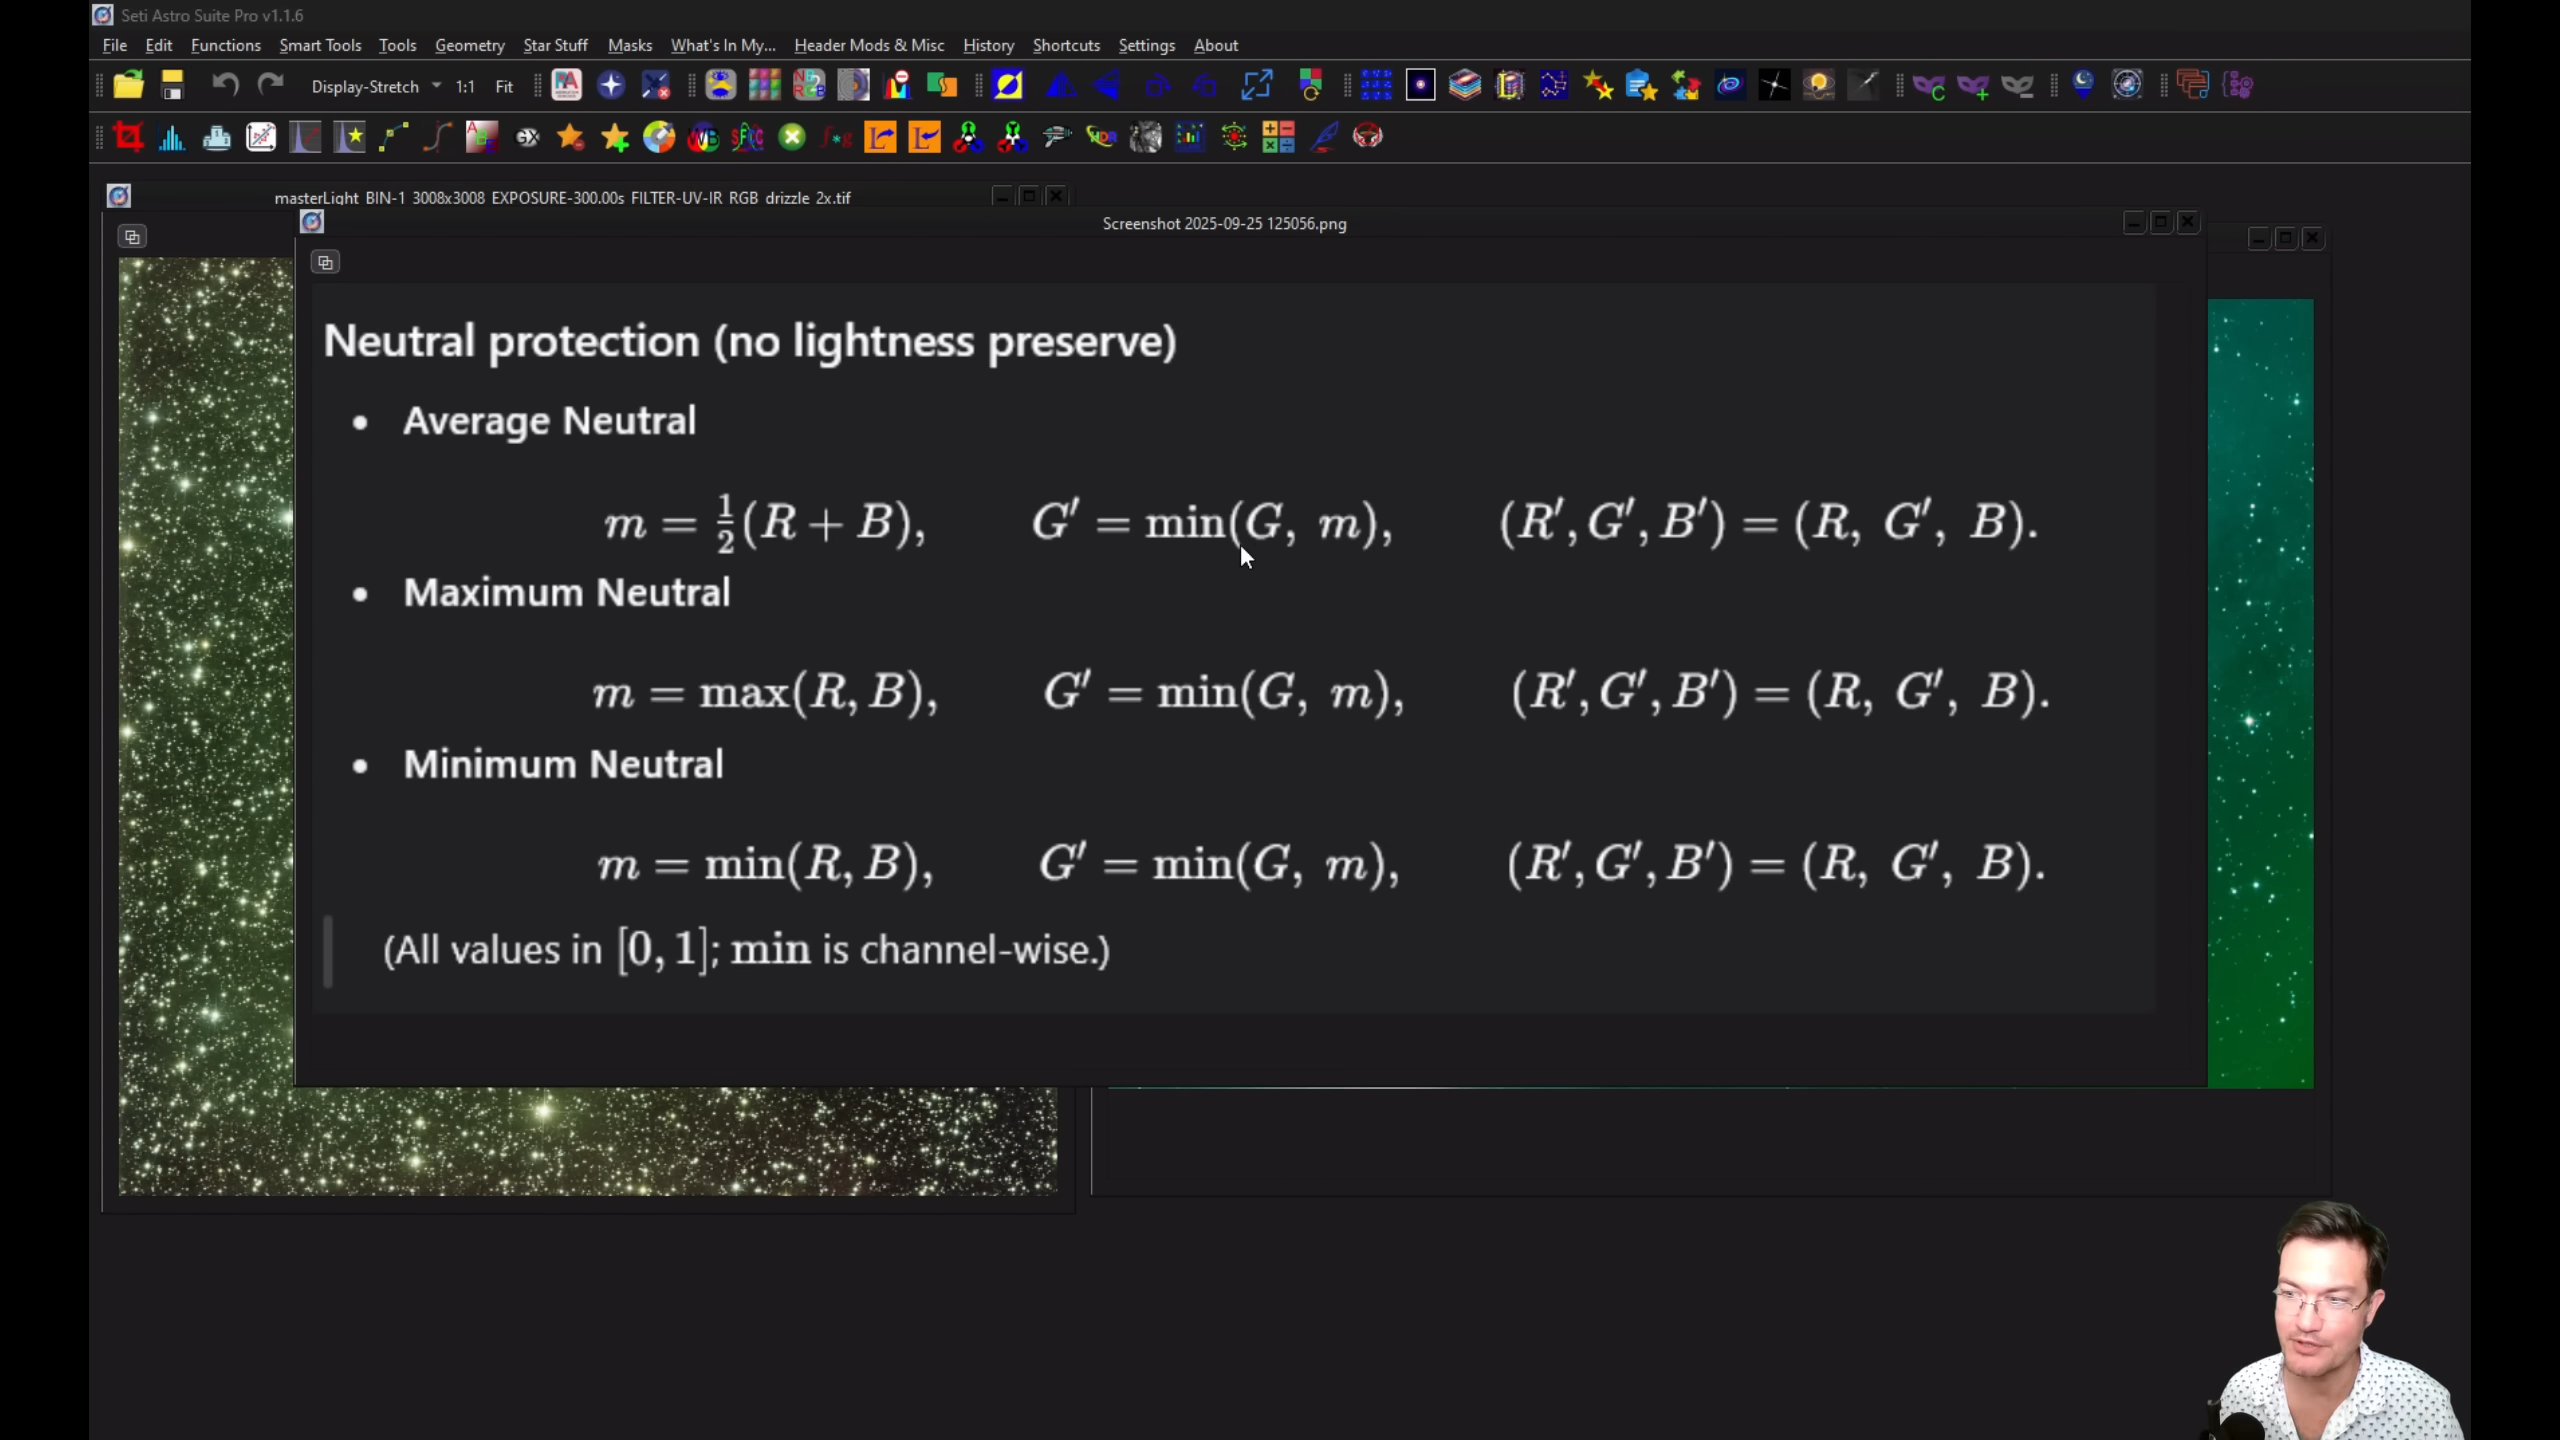 Seti Astro Suite Pro v1.1.6
File Edit Functions Smart Tools Tools Geometry Star Stuff Masks What's In My... Header Mods & Misc History Shortcuts Settings About
Display-Stretch 1:1 Fit
masterLight BIN-1 3008x3008 EXPOSURE-300.00s FILTER-UV-IR RGB drizzle 2x.tif
Screenshot 2025-09-25 125056.png
Neutral protection (no lightness preserve)
• Average Neutral
m = ½(R + B), G′ = min(G, m), (R′, G′, B′) = (R, G′, B).
• Maximum Neutral
m = max(R, B), G′ = min(G, m), (R′, G′, B′) = (R, G′, B).
• Minimum Neutral
m = min(R, B), G′ = min(G, m), (R′, G′, B′) = (R, G′, B).
(All values in [0, 1]; min is channel-wise.)